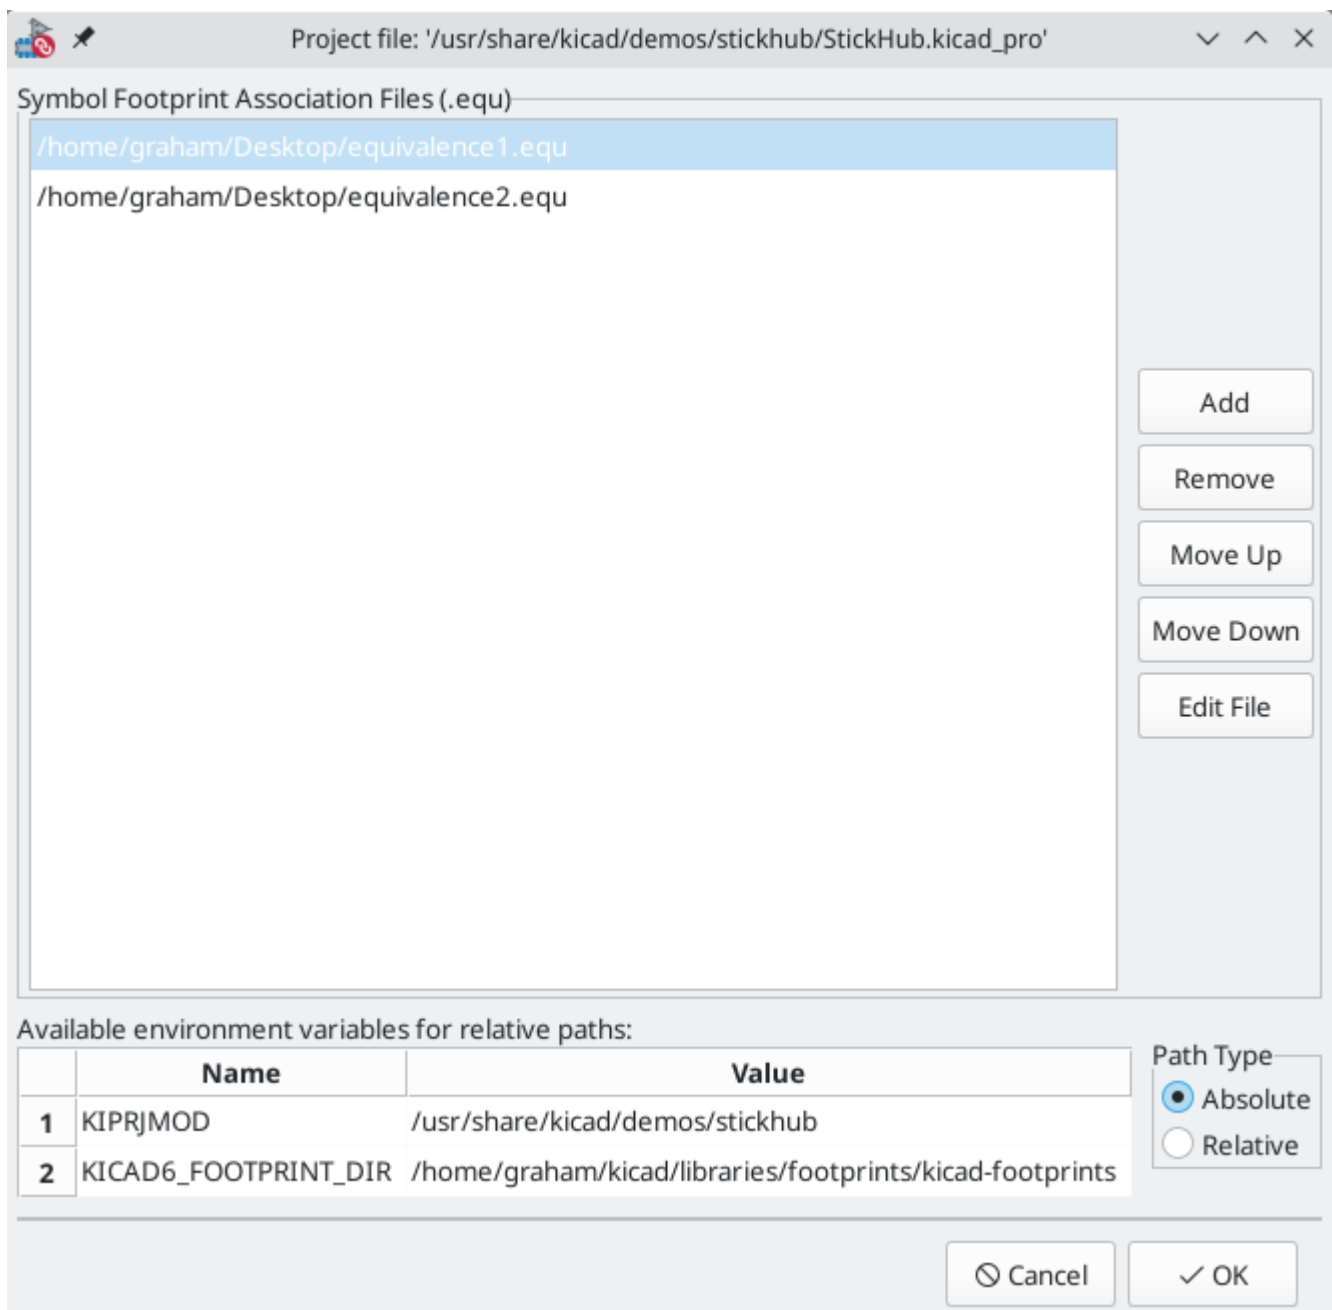 Project file: '/usr/share/kicad/demos/stickhub/StickHub.kicad_pro'
Symbol Footprint Association Files (.equ)
/home/graham/Desktop/equivalence1.equ
/home/graham/Desktop/equivalence2.equ
Add
Remove
Move Up
Move Down
Edit File
Available environment variables for relative paths:
Name Value
1 KIPRJMOD /usr/share/kicad/demos/stickhub
2 KICAD6_FOOTPRINT_DIR /home/graham/kicad/libraries/footprints/kicad-footprints
Path Type
Absolute
Relative
Cancel OK